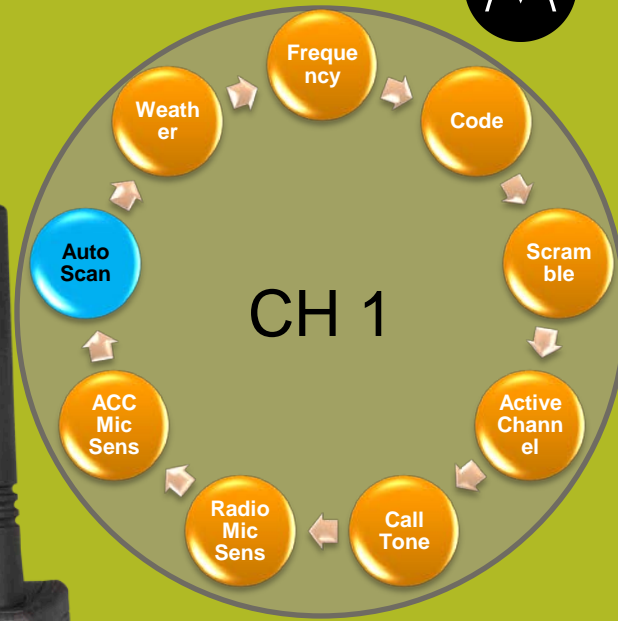 Freque
ncy
Code
Scram
ble
Active
Chann
el
Call
Tone
Radio
Mic
Sens
ACC
Mic
Sens
Auto
Scan
Weath
er
CH 1